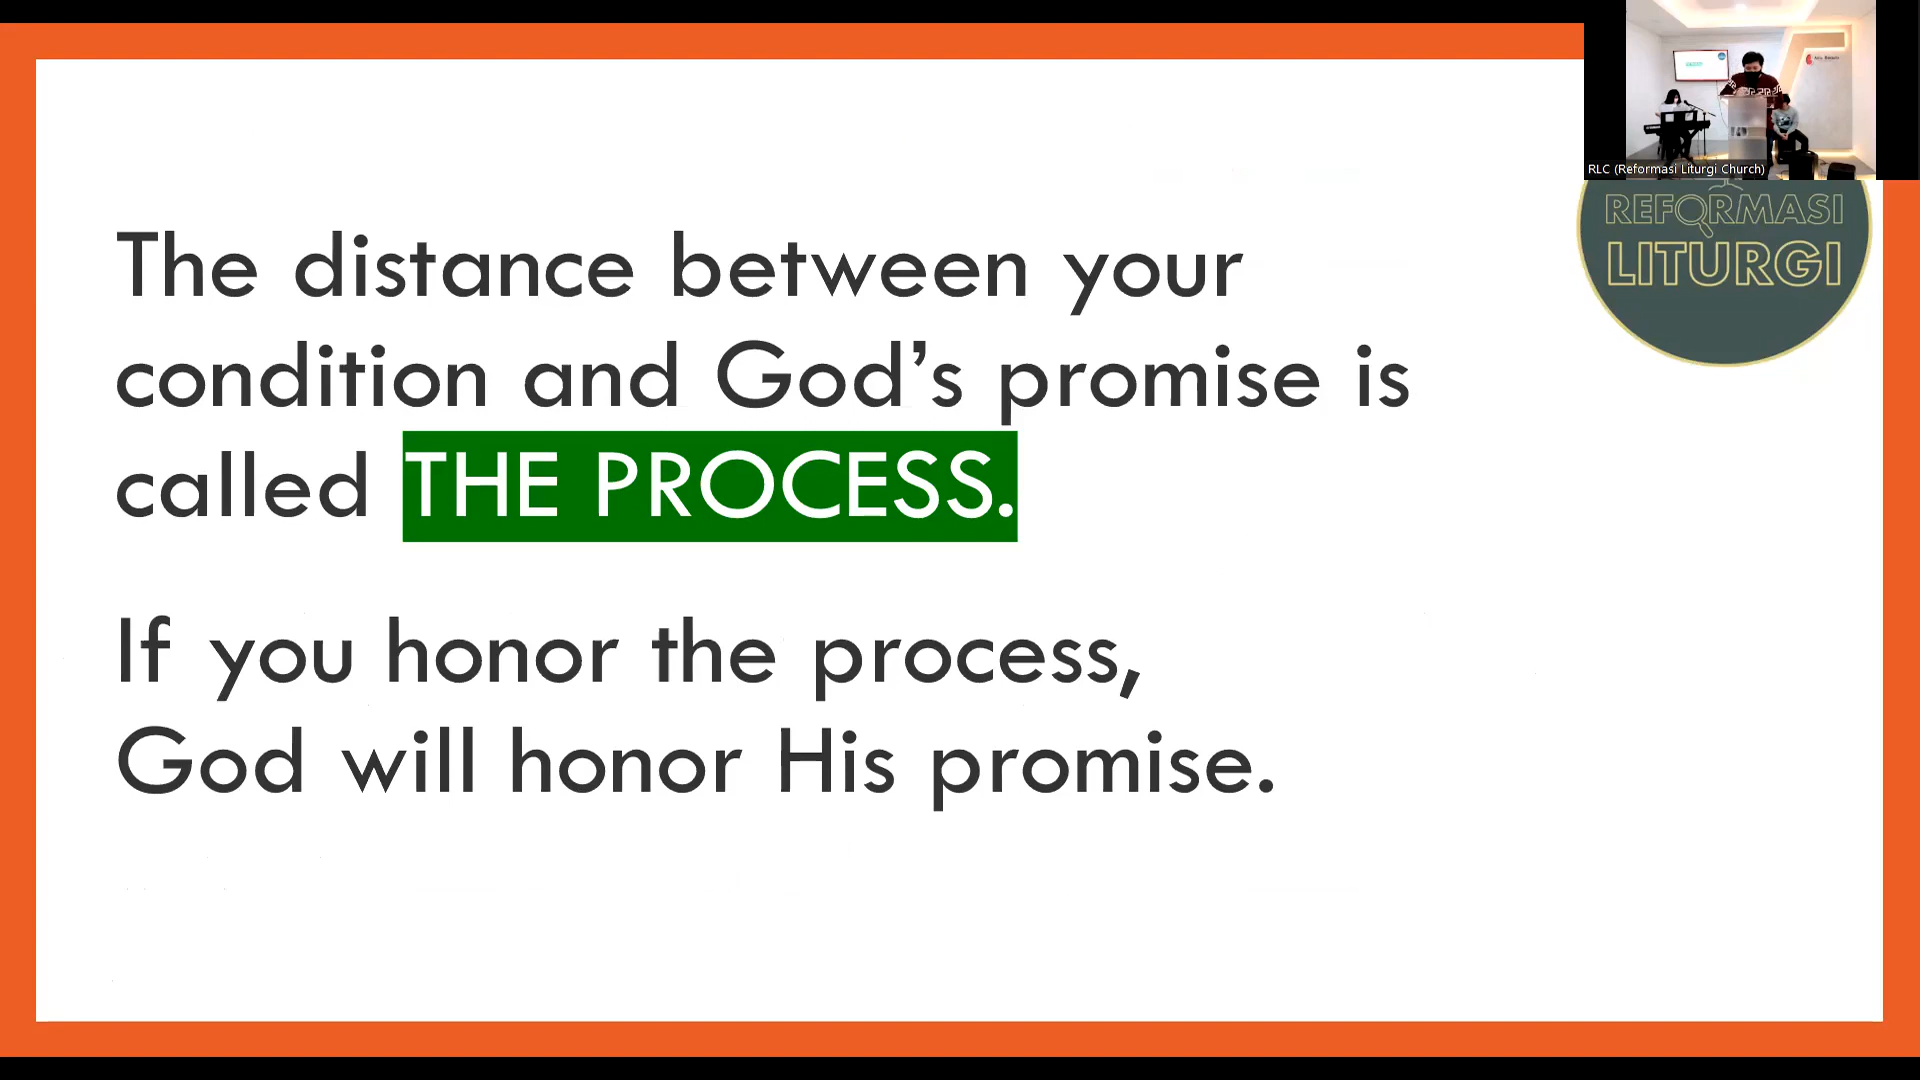 The distance between your
condition and God’s promise is
called THE PROCESS.
If you honor the process,
God will honor His promise.
RLC (Reformasi Liturgi Church)
REFORMASI
LITURGI